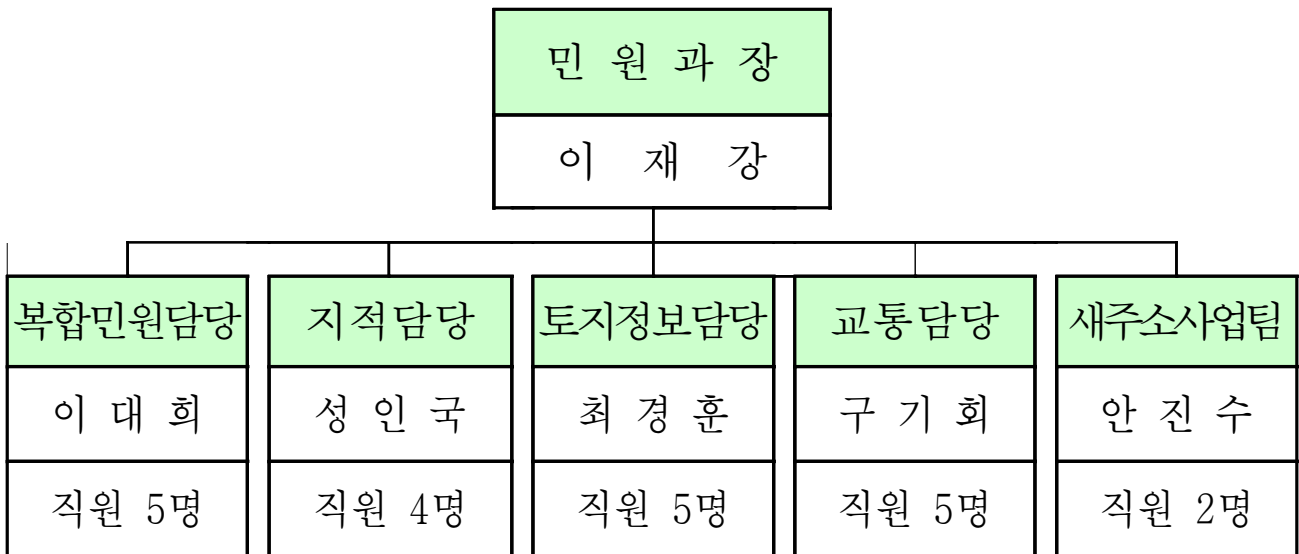 민 원 과 장
이 재 강
복합민원담당
이 대 희
직원 5명
지적담당
성 인 국
직원 4명
토지정보담당
최 경 훈
직원 5명
교통담당
구 기 회
직원 5명
새주소사업팀
안 진 수
직원 2명